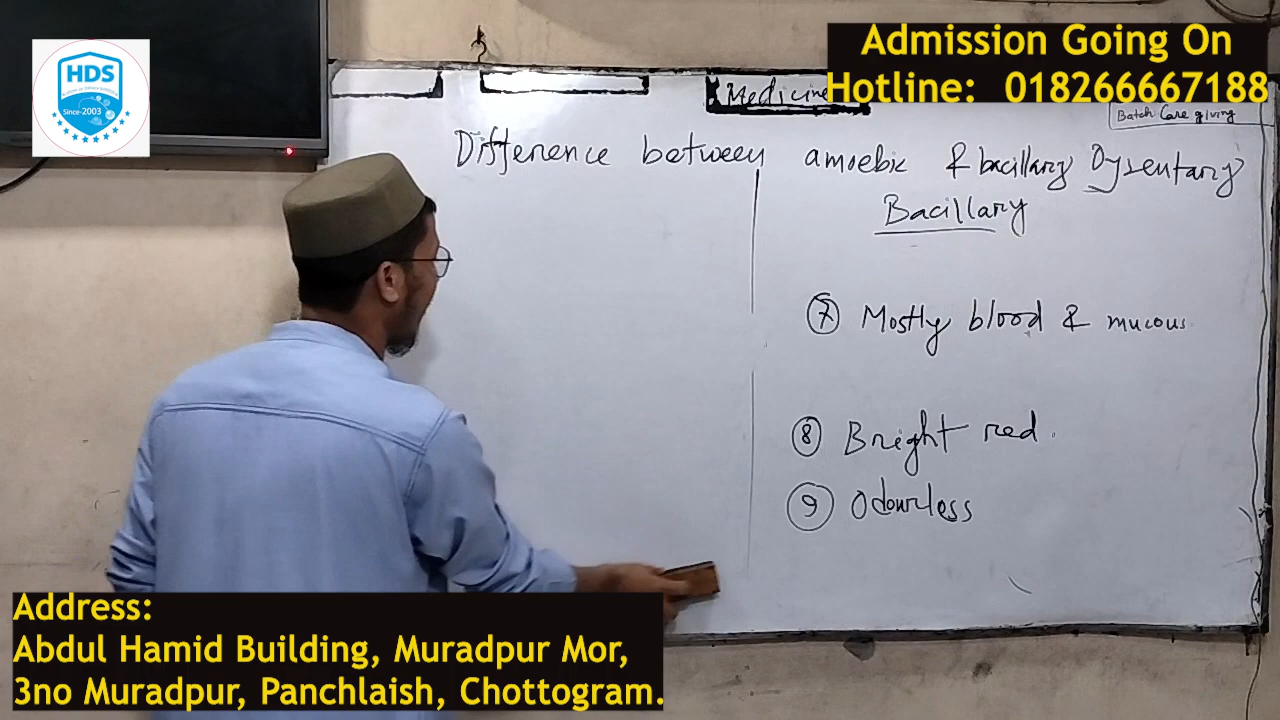 HDS
Since-2003
Admission Going On
Hotline: 018266667188
Medicine
Batch Care giving
Difference between amoebic & bacillary Dysentary
Bacillary
⑦ Mostly blood & mucous
⑧ Bright red.
⑨ Odourless
Address:
Abdul Hamid Building, Muradpur Mor,
3no Muradpur, Panchlaish, Chottogram.